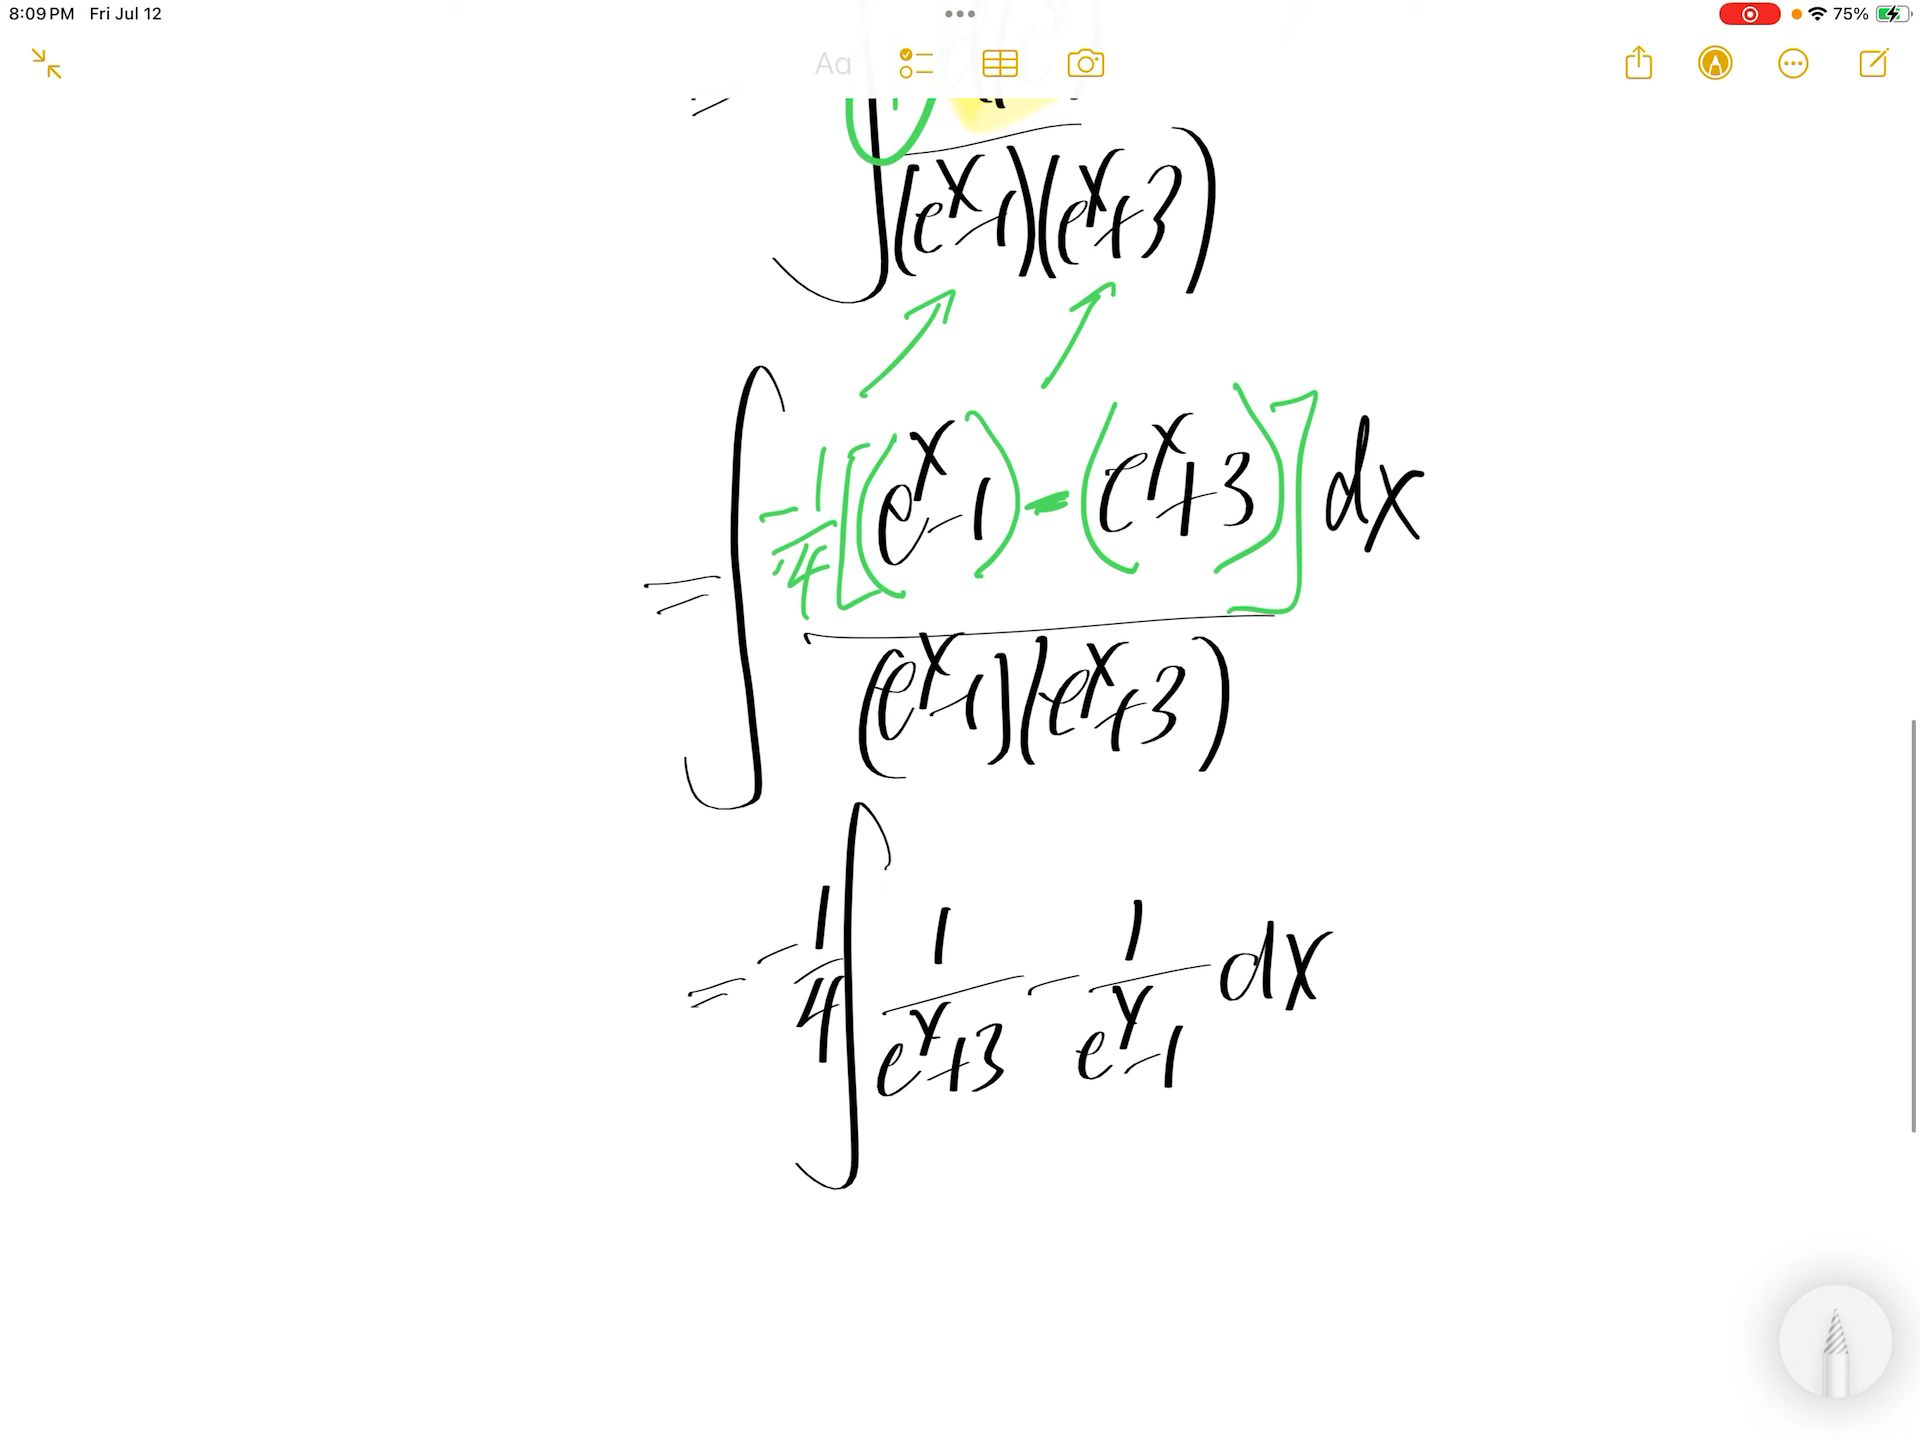 8:09 PM Fri Jul 12
75%
Aa
=
∫ (e^x-1)(e^x+3)
= ∫ -1/4[(e^x-1)-(e^x+3)]/(e^x-1)(e^x+3) dx
= -1/4 ∫ 1/(e^x+3) - 1/(e^x-1) dx